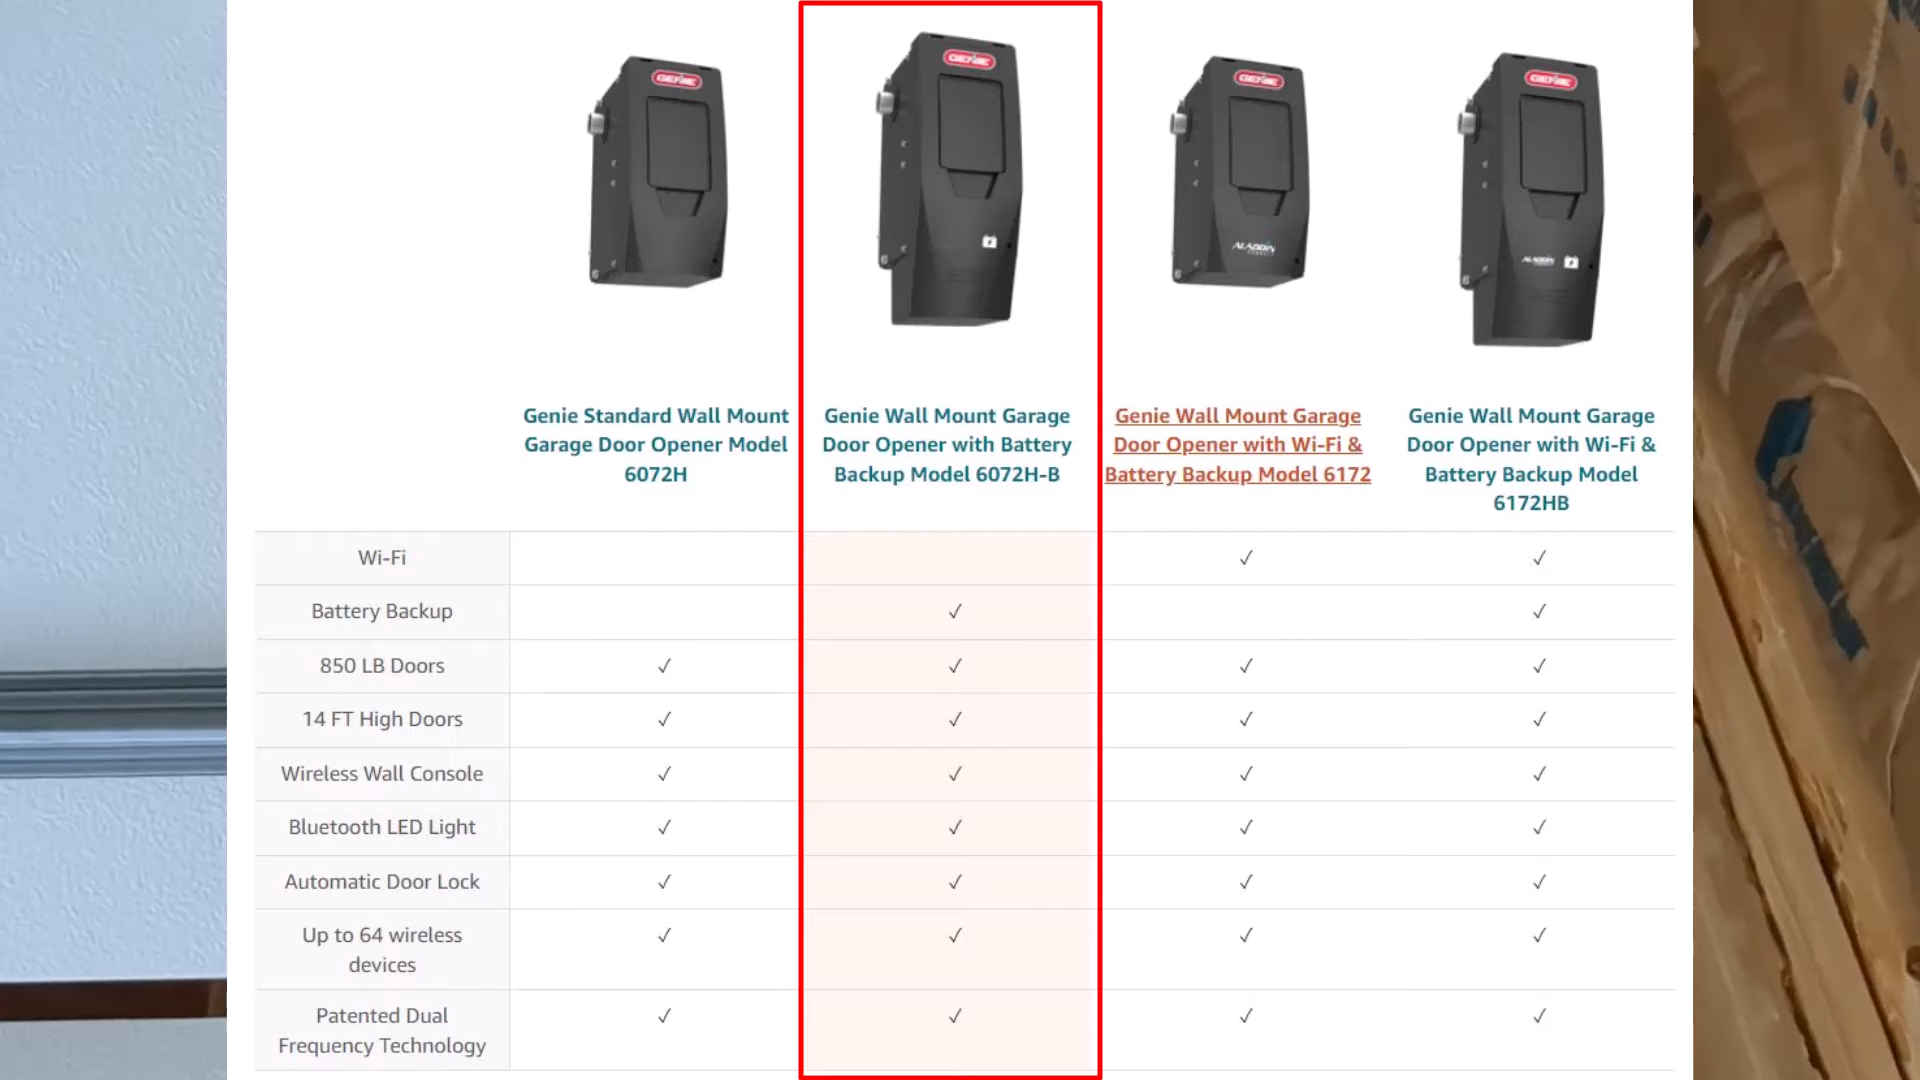 GENIE
GENIE
GENIE
GENIE
ALADDIN
CONNECT
ALADDIN
Genie Standard Wall Mount
Garage Door Opener Model
6072H
Genie Wall Mount Garage
Door Opener with Battery
Backup Model 6072H-B
Genie Wall Mount Garage
Door Opener with Wi-Fi &
Battery Backup Model 6172
Genie Wall Mount Garage
Door Opener with Wi-Fi &
Battery Backup Model
6172HB
Wi-Fi ✓ ✓
Battery Backup ✓ ✓
850 LB Doors ✓ ✓ ✓ ✓
14 FT High Doors ✓ ✓ ✓ ✓
Wireless Wall Console ✓ ✓ ✓ ✓
Bluetooth LED Light ✓ ✓ ✓ ✓
Automatic Door Lock ✓ ✓ ✓ ✓
Up to 64 wireless ✓ ✓ ✓ ✓
devices
Patented Dual ✓ ✓ ✓ ✓
Frequency Technology